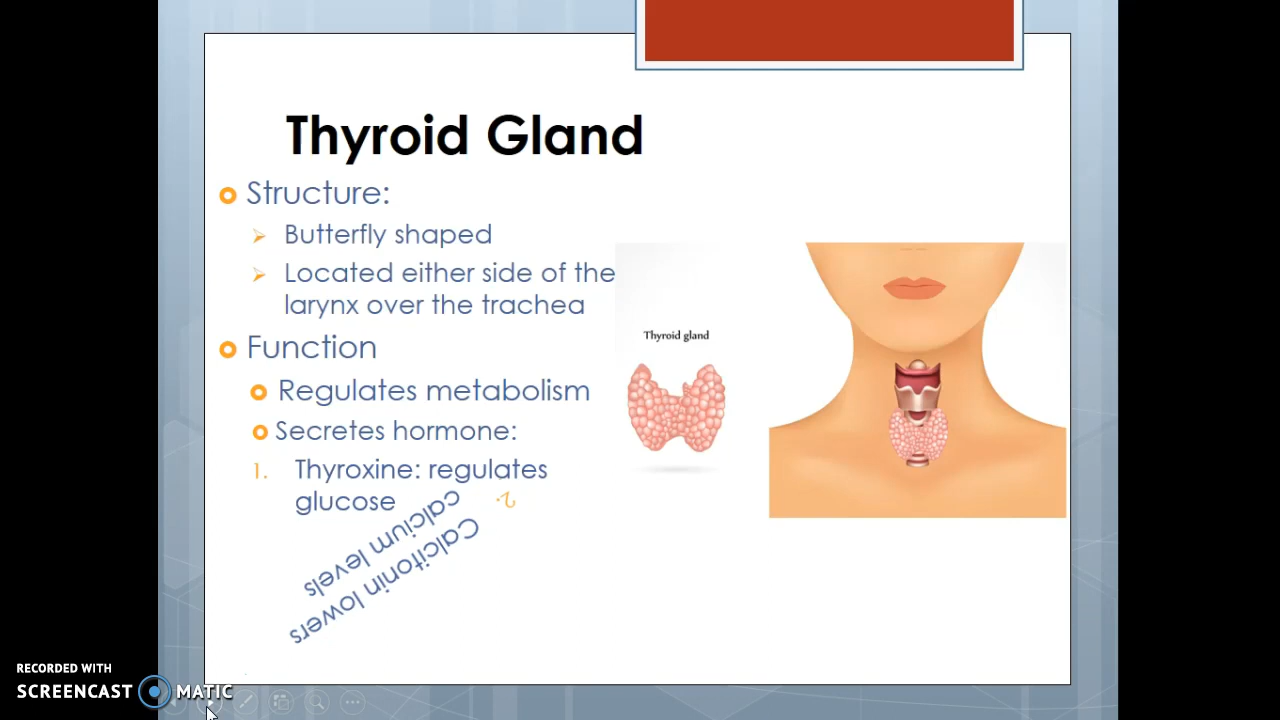 Thyroid Gland
Structure:
Butterfly shaped
Located either side of the
larynx over the trachea
Function
Regulates metabolism
Secretes hormone:
1. Thyroxine: regulates
glucose
2. Calcitonin lowers
calcium levels
Thyroid gland
RECORDED WITH
SCREENCAST MATIC